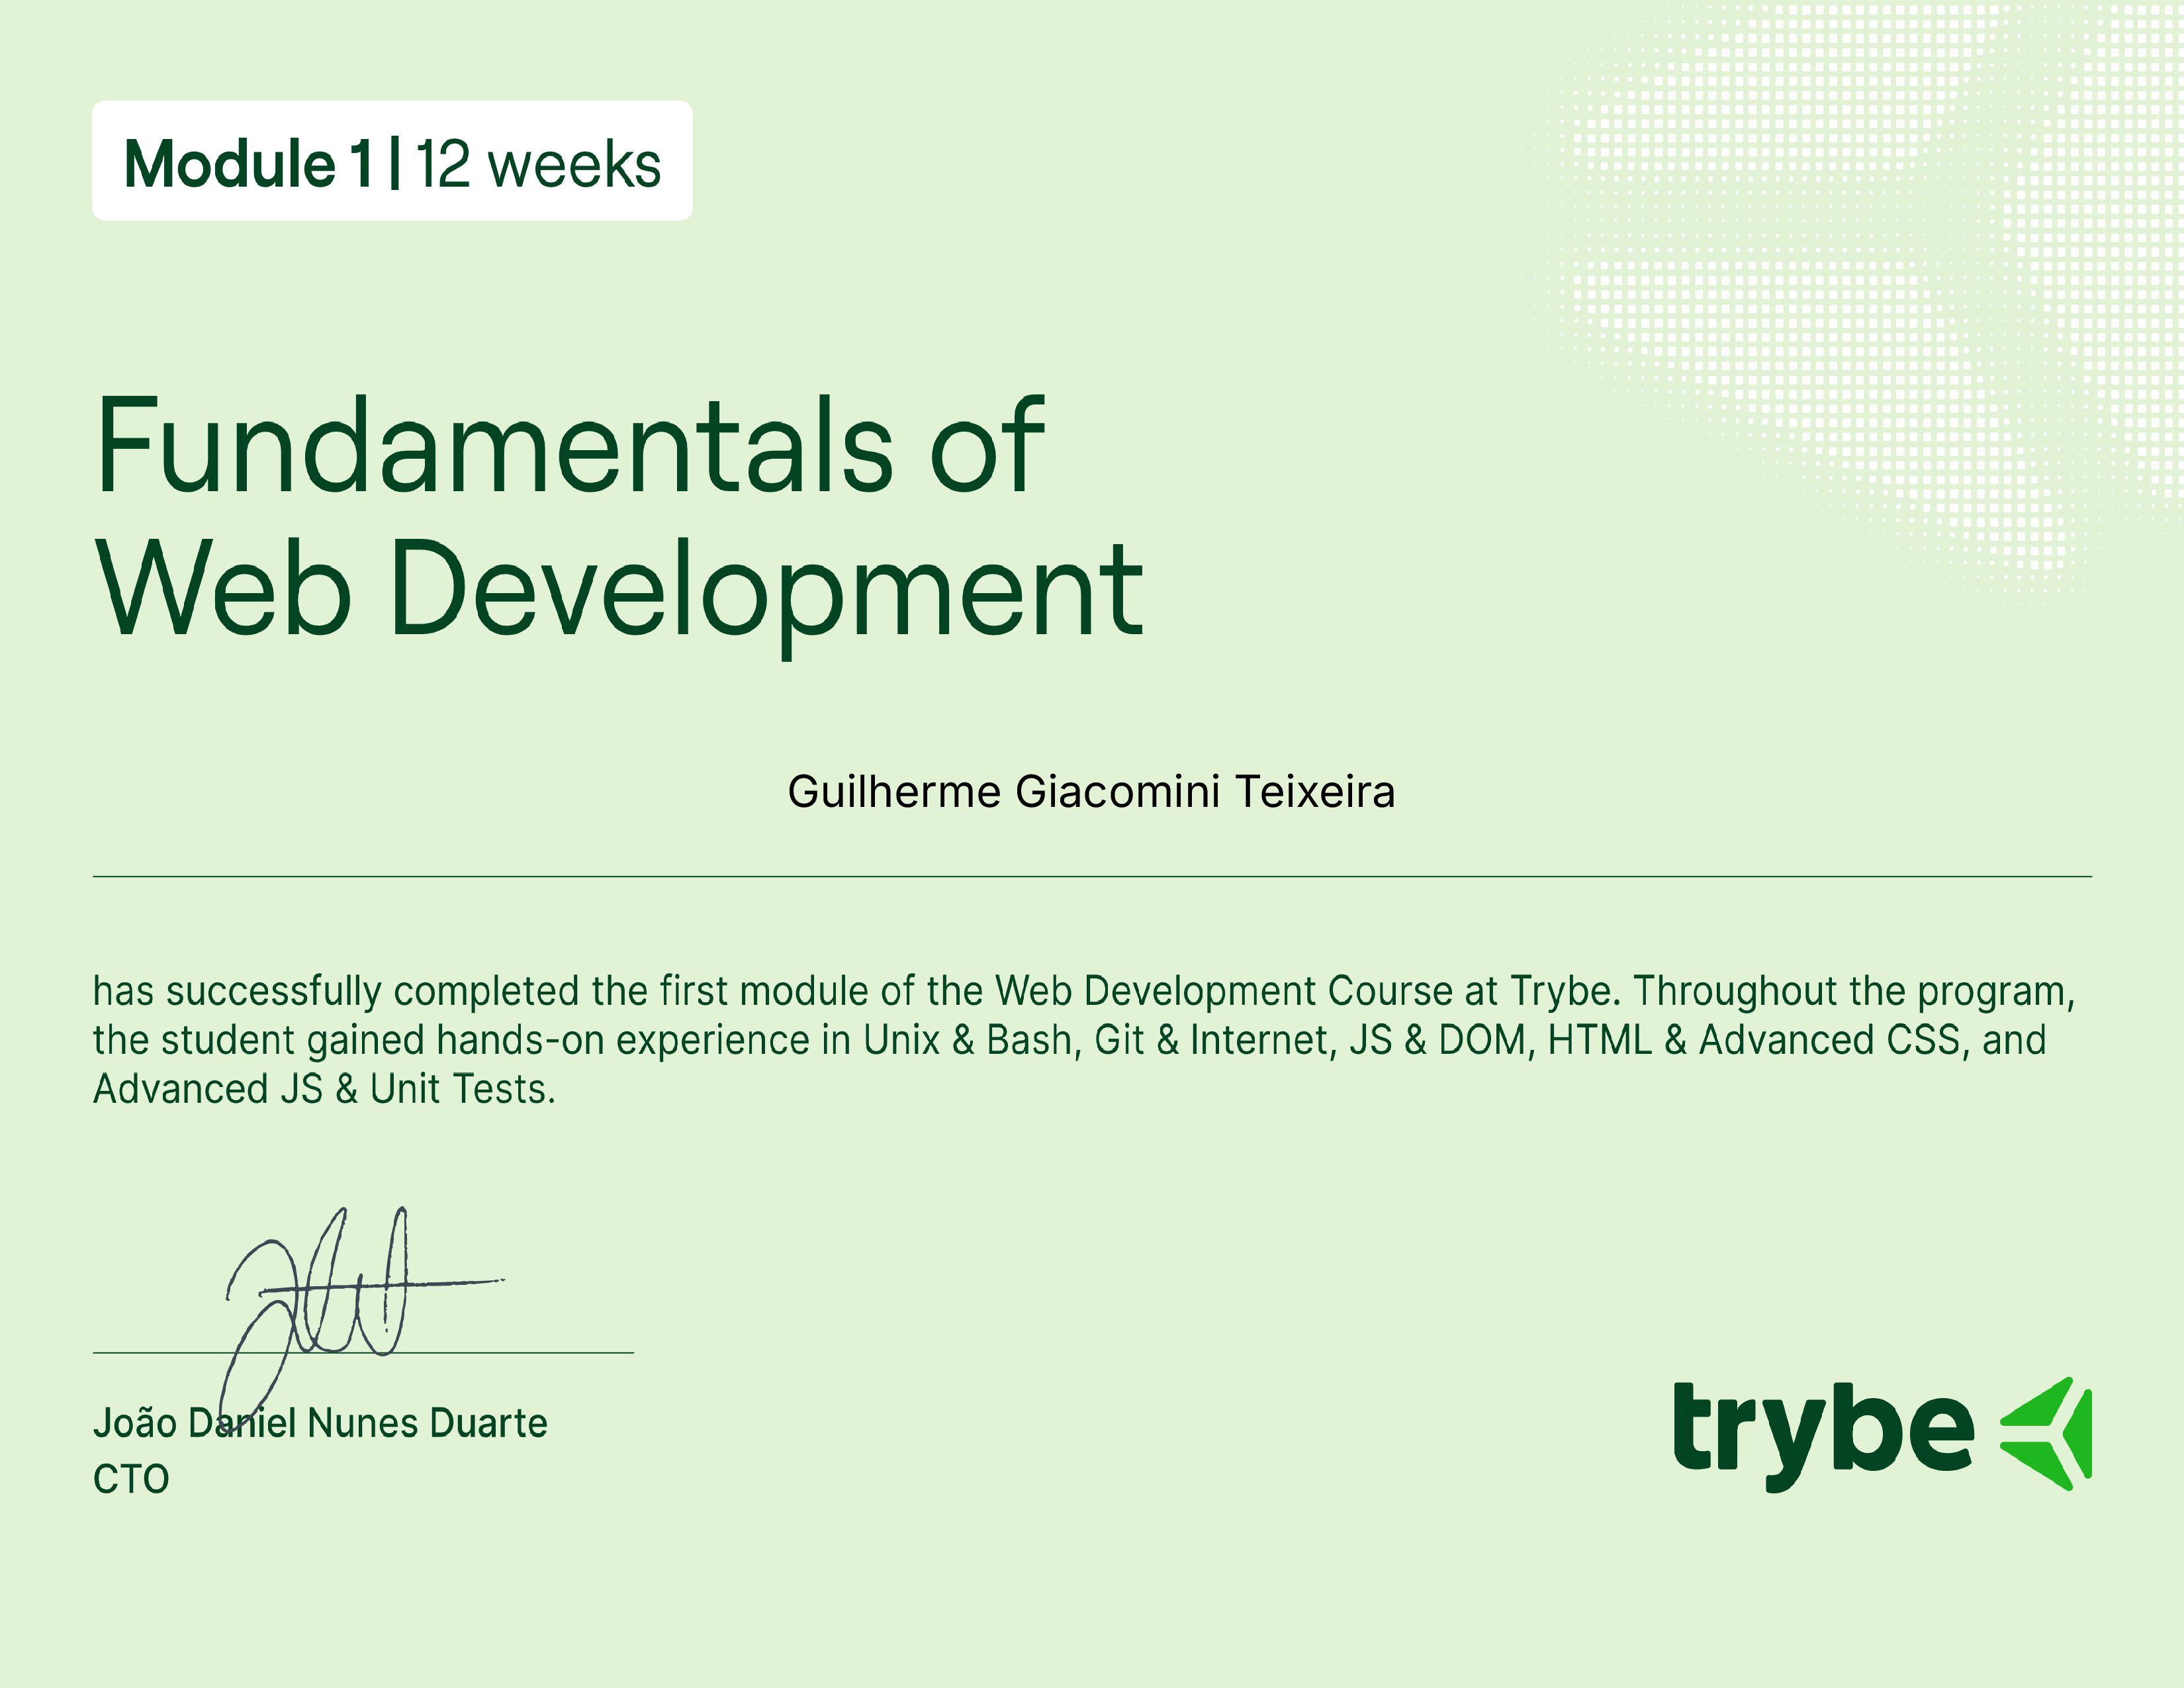 Module 1 | 12 weeks
Fundamentals of
Web Development
Guilherme Giacomini Teixeira
has successfully completed the first module of the Web Development Course at Trybe. Throughout the program,
the student gained hands-on experience in Unix & Bash, Git & Internet, JS & DOM, HTML & Advanced CSS, and
Advanced JS & Unit Tests.
João Daniel Nunes Duarte
CTO
trybe